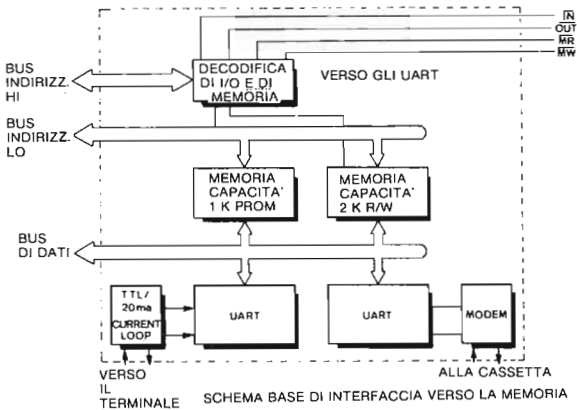 IN
OUT
MR
MW
BUS
INDIRIZZ.
HI
DECODIFICA
DI I/O E DI
MEMORIA
VERSO GLI UART
BUS
INDIRIZZ.
LO
MEMORIA
CAPACITA'
1 K PROM
MEMORIA
CAPACITA'
2 K R/W
BUS
DI DATI
TTL/
20ma
CURRENT
LOOP
UART
UART
MODEM
VERSO
IL
TERMINALE
ALLA CASSETTA
SCHEMA BASE DI INTERFACCIA VERSO LA MEMORIA